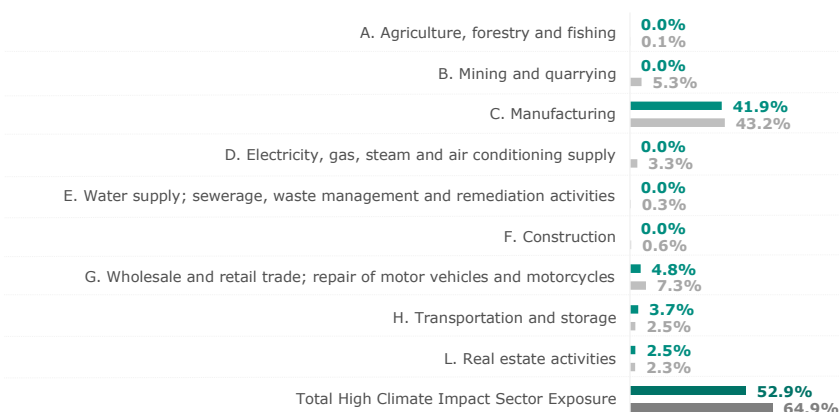 A. Agriculture, forestry and fishing
0.0%
0.1%
B. Mining and quarrying
0.0%
5.3%
C. Manufacturing
41.9%
43.2%
D. Electricity, gas, steam and air conditioning supply
0.0%
3.3%
E. Water supply; sewerage, waste management and remediation activities
0.0%
0.3%
F. Construction
0.0%
0.6%
G. Wholesale and retail trade; repair of motor vehicles and motorcycles
4.8%
7.3%
H. Transportation and storage
3.7%
2.5%
L. Real estate activities
2.5%
2.3%
Total High Climate Impact Sector Exposure
52.9%
64.9%